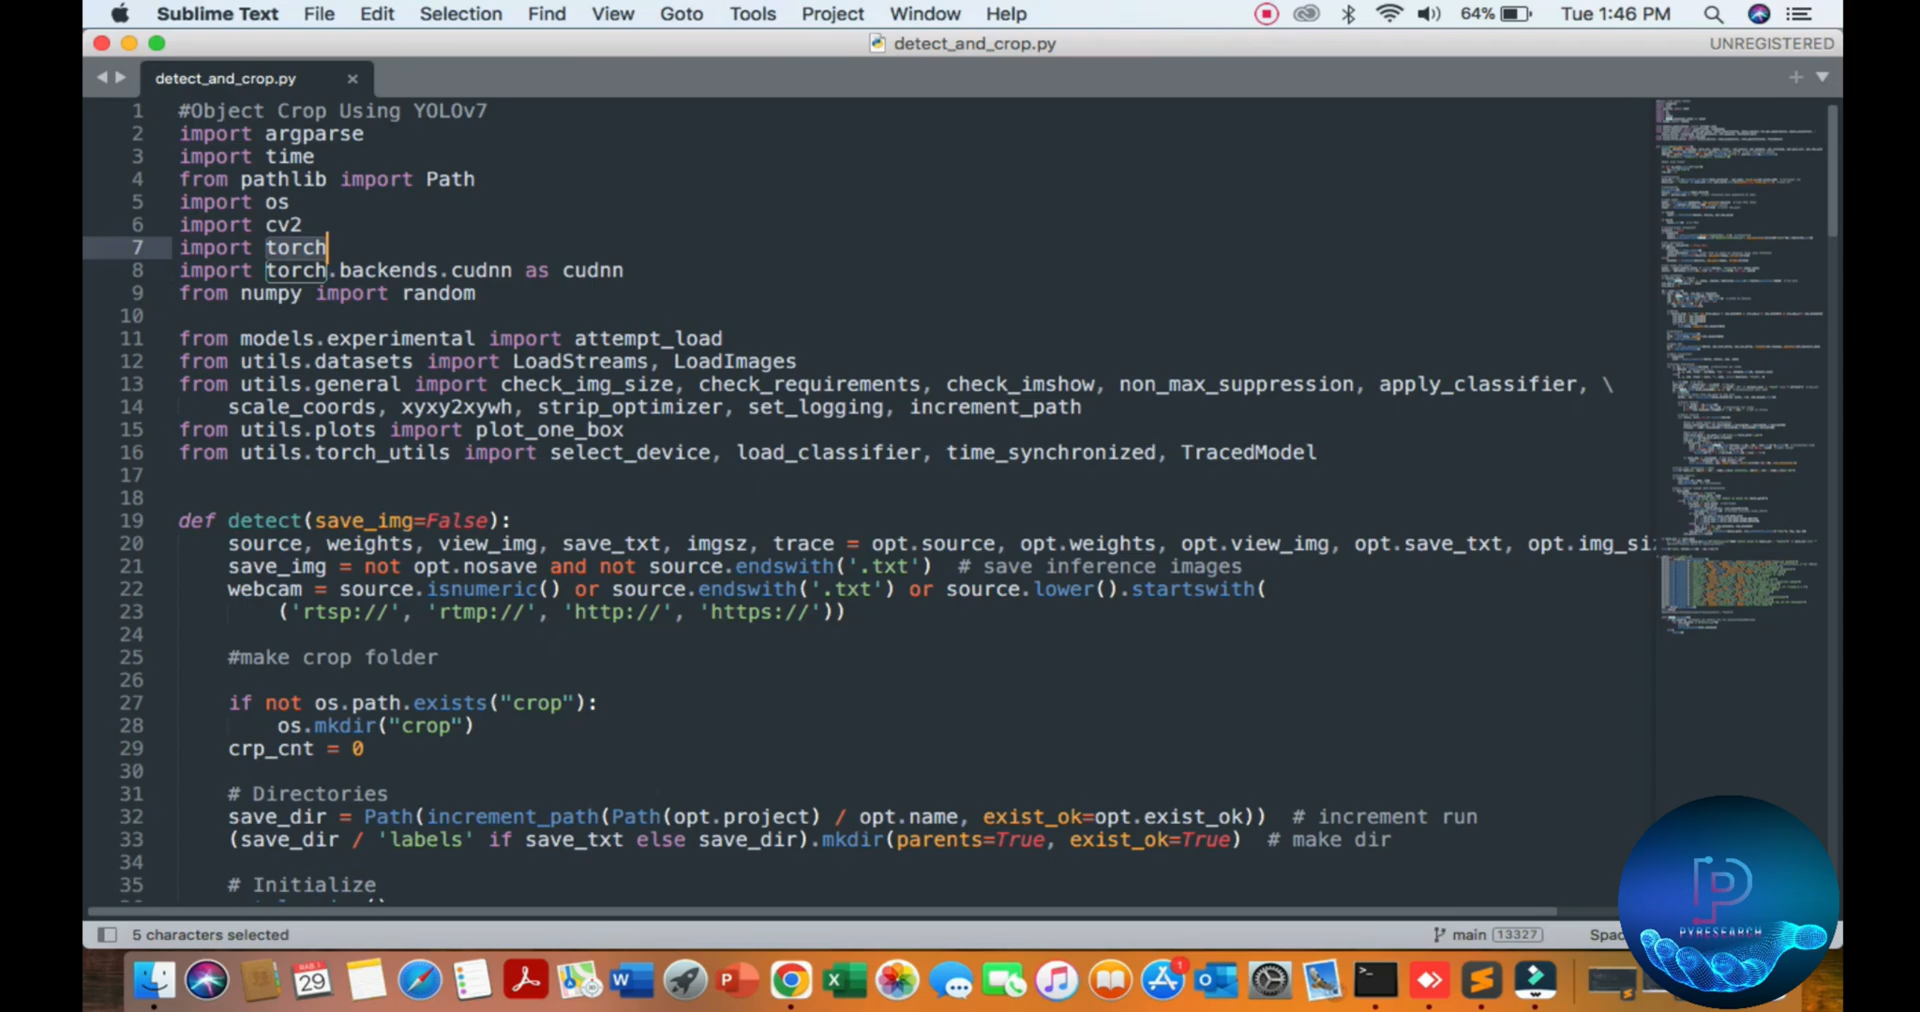 Sublime Text File Edit Selection Find View Goto Tools Project Window Help 64% Tue 1:46 PM
detect_and_crop.py UNREGISTERED
detect_and_crop.py
1 #Object Crop Using YOLOv7
2 import argparse
3 import time
4 from pathlib import Path
5 import os
6 import cv2
7 import torch
8 import torch.backends.cudnn as cudnn
9 from numpy import random
10
11 from models.experimental import attempt_load
12 from utils.datasets import LoadStreams, LoadImages
13 from utils.general import check_img_size, check_requirements, check_imshow, non_max_suppression, apply_classifier, \
14 scale_coords, xyxy2xywh, strip_optimizer, set_logging, increment_path
15 from utils.plots import plot_one_box
16 from utils.torch_utils import select_device, load_classifier, time_synchronized, TracedModel
17
18
19 def detect(save_img=False):
20 source, weights, view_img, save_txt, imgsz, trace = opt.source, opt.weights, opt.view_img, opt.save_txt, opt.img_si
21 save_img = not opt.nosave and not source.endswith('.txt') # save inference images
22 webcam = source.isnumeric() or source.endswith('.txt') or source.lower().startswith(
23 ('rtsp://', 'rtmp://', 'http://', 'https://'))
24
25 #make crop folder
26
27 if not os.path.exists("crop"):
28 os.mkdir("crop")
29 crp_cnt = 0
30
31 # Directories
32 save_dir = Path(increment_path(Path(opt.project) / opt.name, exist_ok=opt.exist_ok)) # increment run
33 (save_dir / 'labels' if save_txt else save_dir).mkdir(parents=True, exist_ok=True) # make dir
34
35 # Initialize
5 characters selected main 13327 Spac
PYRESEARCH
29
1